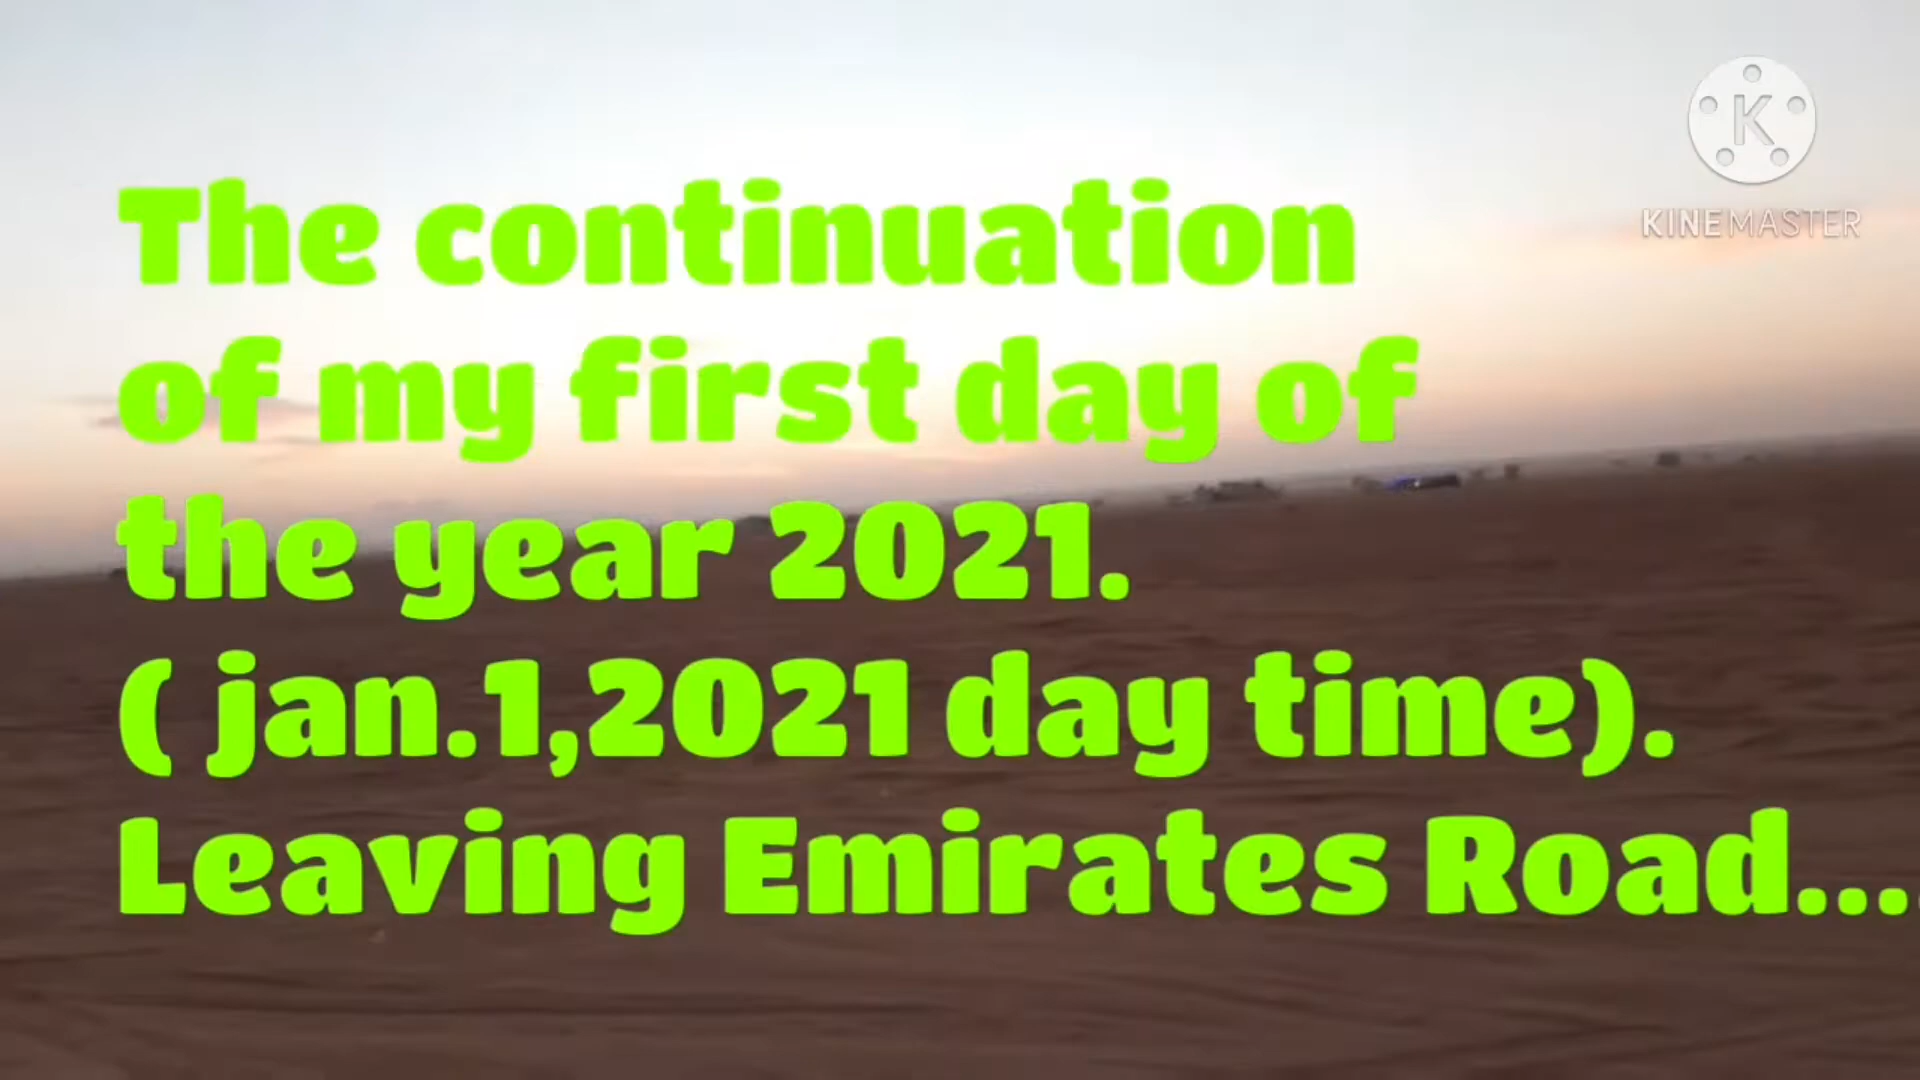 K
KINEMASTER
The continuation
of my first day of
the year 2021.
( jan.1,2021 day time).
Leaving Emirates Road....